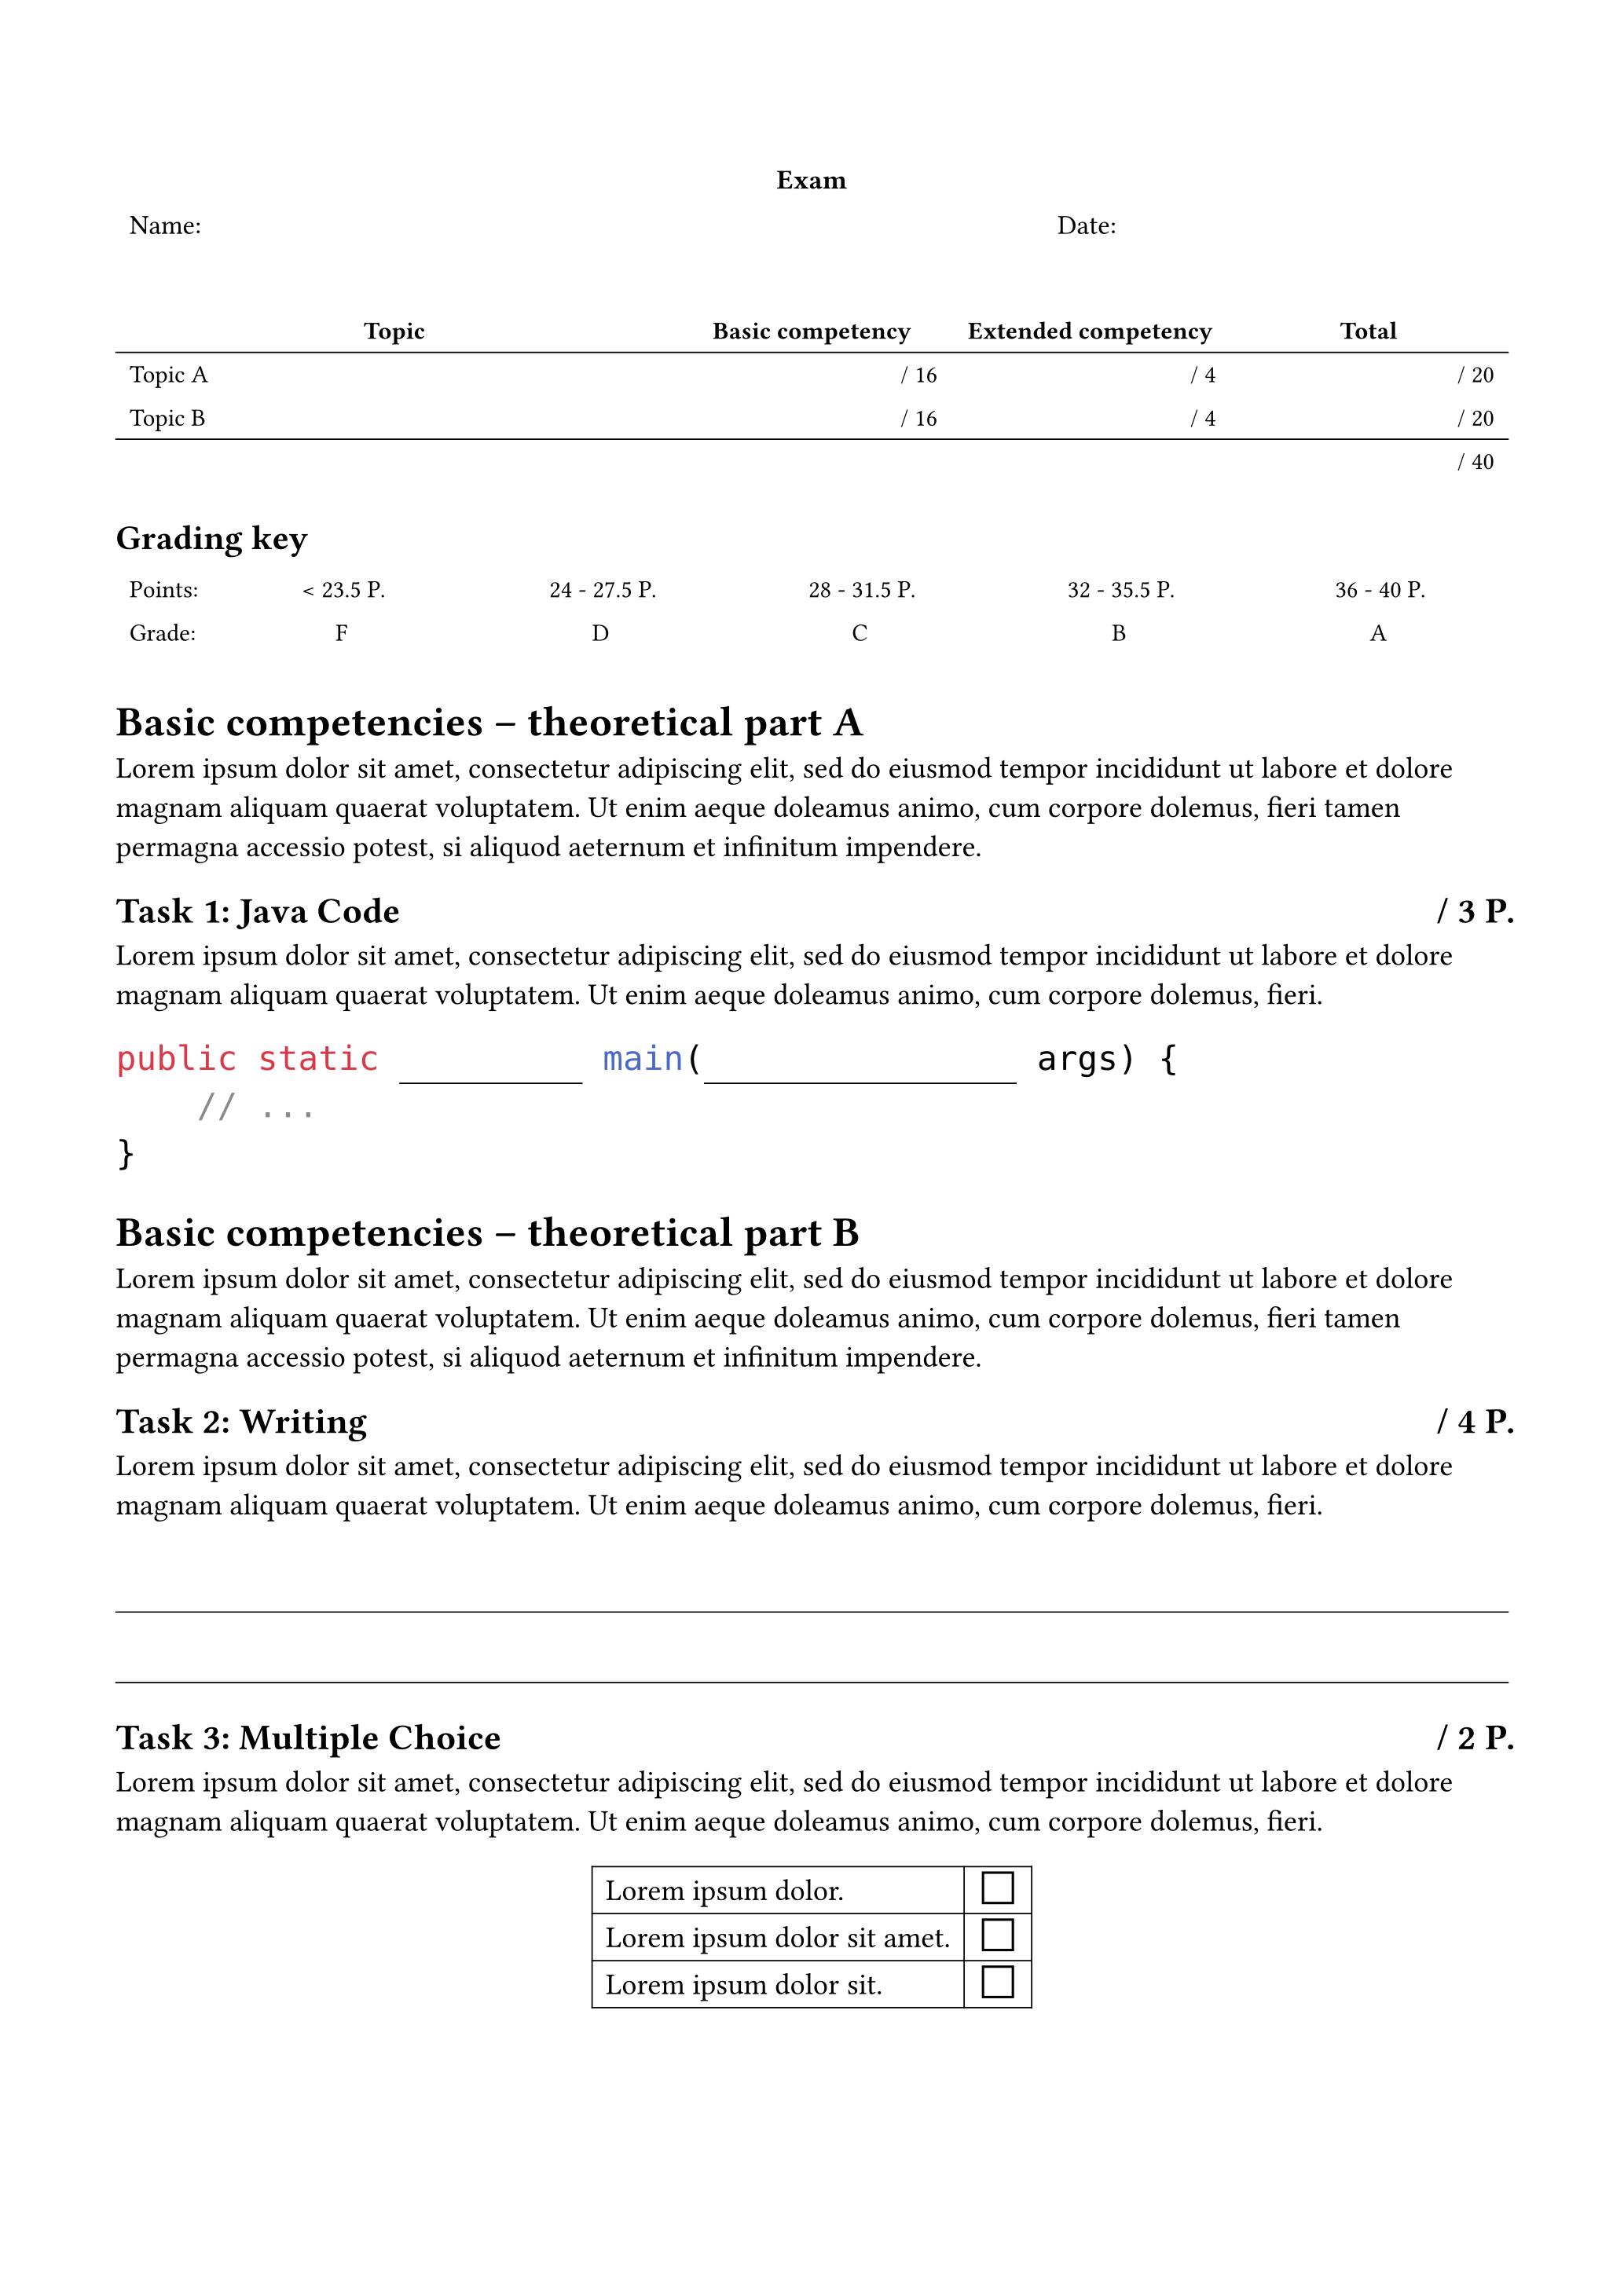 Exam
Name: Date:
Topic Basic competency Extended competency Total
Topic A / 16 / 4 / 20
Topic B / 16 / 4 / 20
/ 40
Grading key
Points: < 23.5 P. 24 - 27.5 P. 28 - 31.5 P. 32 - 35.5 P. 36 - 40 P.
Grade: F D C B A
Basic competencies – theoretical part A
Lorem ipsum dolor sit amet, consectetur adipiscing elit, sed do eiusmod tempor incididunt ut labore et dolore
magnam aliquam quaerat voluptatem. Ut enim aeque doleamus animo, cum corpore dolemus, fieri tamen
permagna accessio potest, si aliquod aeternum et infinitum impendere.
Task 1: Java Code / 3 P.
Lorem ipsum dolor sit amet, consectetur adipiscing elit, sed do eiusmod tempor incididunt ut labore et dolore
magnam aliquam quaerat voluptatem. Ut enim aeque doleamus animo, cum corpore dolemus, fieri.
public static _________ main(_______________ args) {
    // ...
}
Basic competencies – theoretical part B
Lorem ipsum dolor sit amet, consectetur adipiscing elit, sed do eiusmod tempor incididunt ut labore et dolore
magnam aliquam quaerat voluptatem. Ut enim aeque doleamus animo, cum corpore dolemus, fieri tamen
permagna accessio potest, si aliquod aeternum et infinitum impendere.
Task 2: Writing / 4 P.
Lorem ipsum dolor sit amet, consectetur adipiscing elit, sed do eiusmod tempor incididunt ut labore et dolore
magnam aliquam quaerat voluptatem. Ut enim aeque doleamus animo, cum corpore dolemus, fieri.
Task 3: Multiple Choice / 2 P.
Lorem ipsum dolor sit amet, consectetur adipiscing elit, sed do eiusmod tempor incididunt ut labore et dolore
magnam aliquam quaerat voluptatem. Ut enim aeque doleamus animo, cum corpore dolemus, fieri.
Lorem ipsum dolor. ☐
Lorem ipsum dolor sit amet. ☐
Lorem ipsum dolor sit. ☐